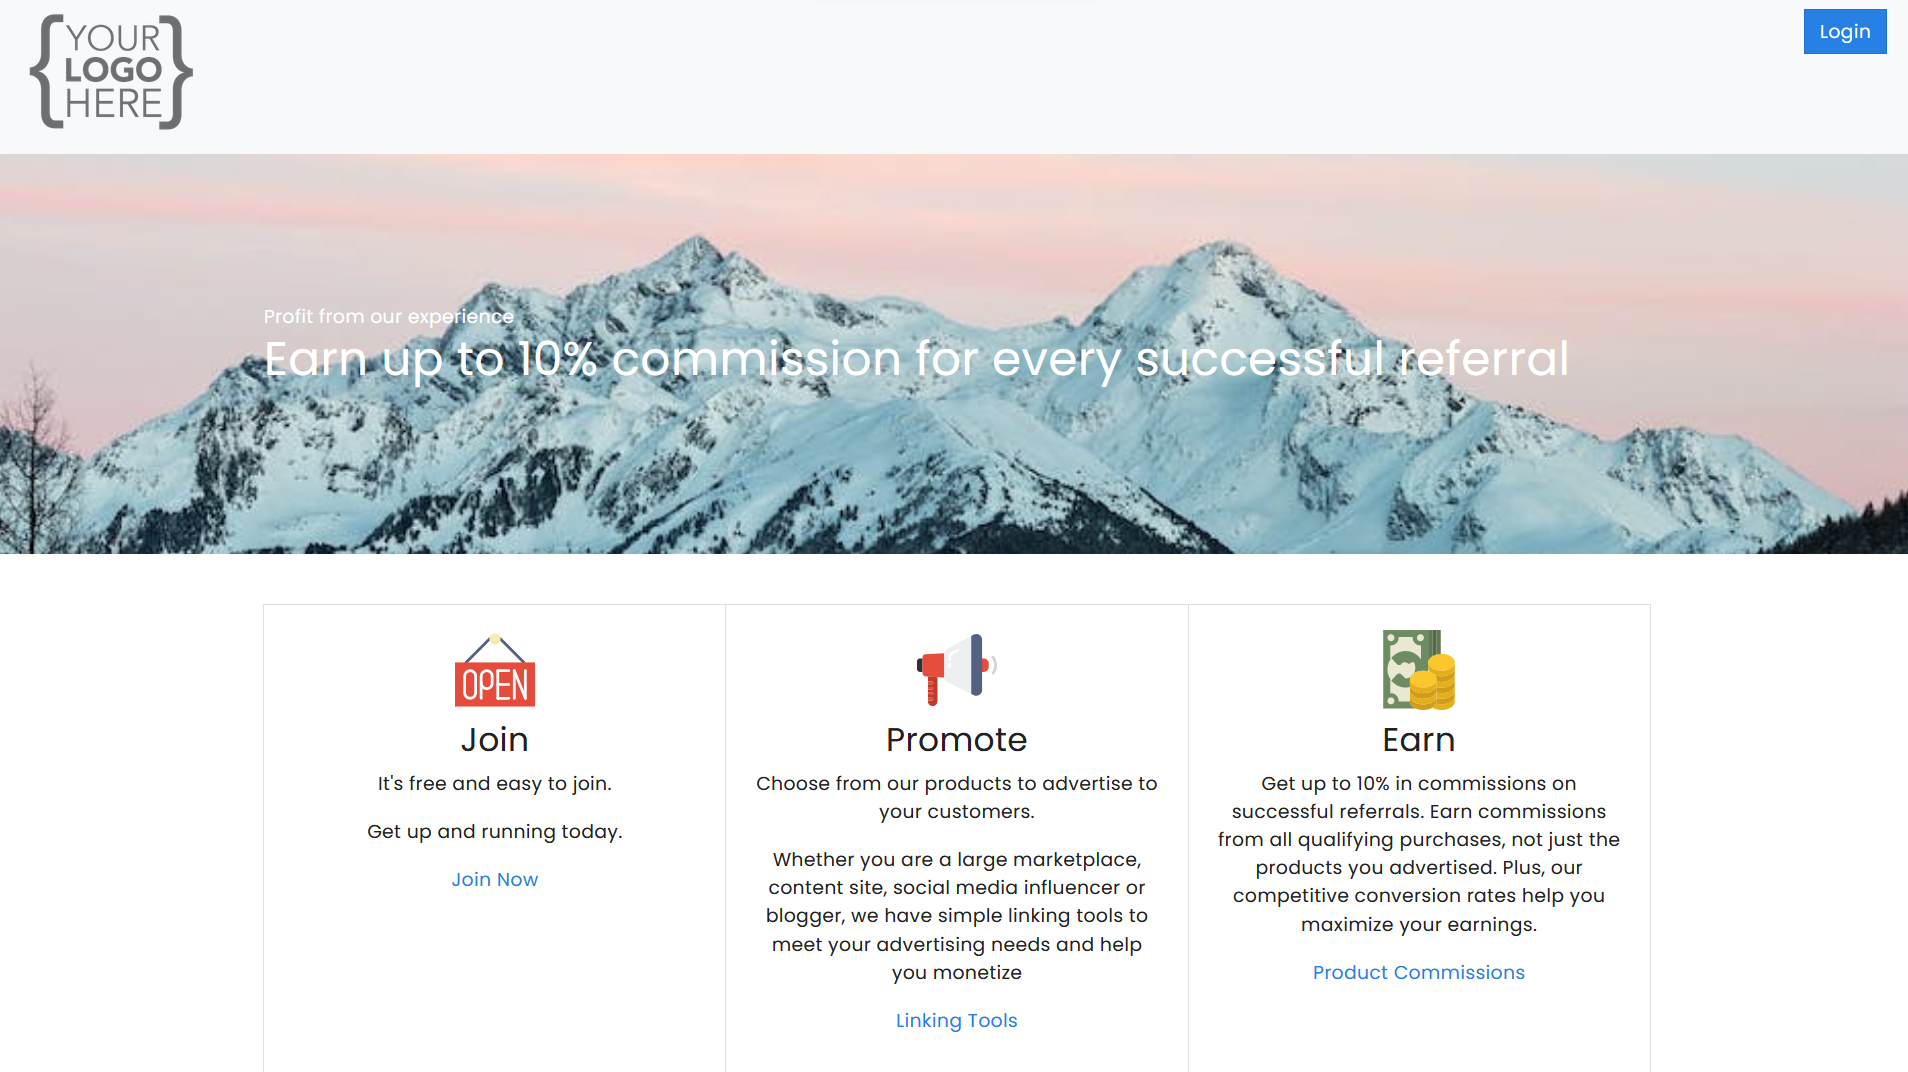 YOUR
LOGO
HERE
Login
Profit from our experience
Earn up to 10% commission for every successful referral
OPEN
Join
It's free and easy to join.
Get up and running today.
Join Now
Promote
Choose from our products to advertise to
your customers.
Whether you are a large marketplace,
content site, social media influencer or
blogger, we have simple linking tools to
meet your advertising needs and help
you monetize
Linking Tools
Earn
Get up to 10% in commissions on
successful referrals. Earn commissions
from all qualifying purchases, not just the
products you advertised. Plus, our
competitive conversion rates help you
maximize your earnings.
Product Commissions